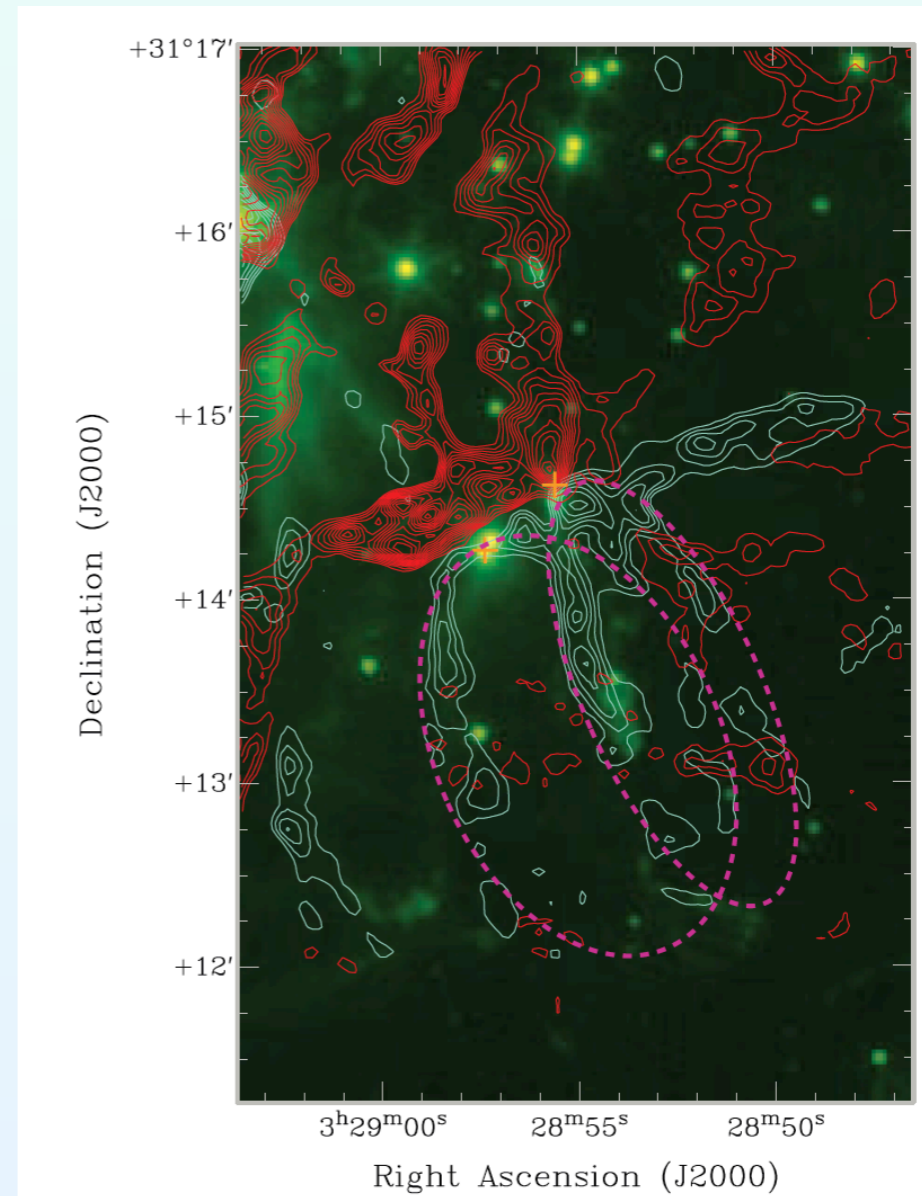 +31°17′
+16′
+15′
+14′
+13′
+12′
Declination (J2000)
3ʰ29ᵐ00ˢ 28ᵐ55ˢ 28ᵐ50ˢ
Right Ascension (J2000)